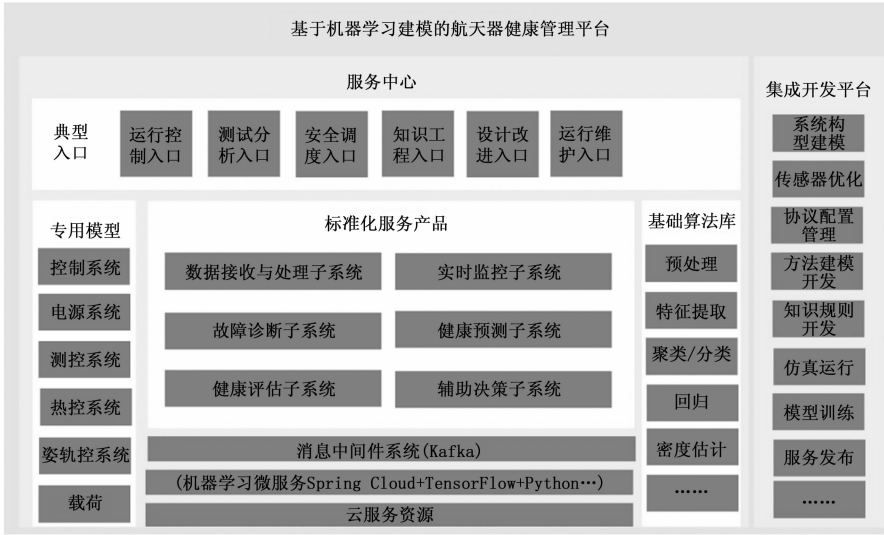 基于机器学习建模的航天器健康管理平台
服务中心
典型
入口
运行控
制入口
测试分
析入口
安全调
度入口
知识工
程入口
设计改
进入口
运行维
护入口
专用模型
控制系统
电源系统
测控系统
热控系统
姿轨控系统
载荷
标准化服务产品
数据接收与处理子系统
实时监控子系统
故障诊断子系统
健康预测子系统
健康评估子系统
辅助决策子系统
消息中间件系统(Kafka)
(机器学习微服务Spring Cloud+TensorFlow+Python…)
云服务资源
基础算法库
预处理
特征提取
聚类/分类
回归
密度估计
……
集成开发平台
系统构
型建模
传感器优化
协议配置
管理
方法建模
开发
知识规则
开发
仿真运行
模型训练
服务发布
……